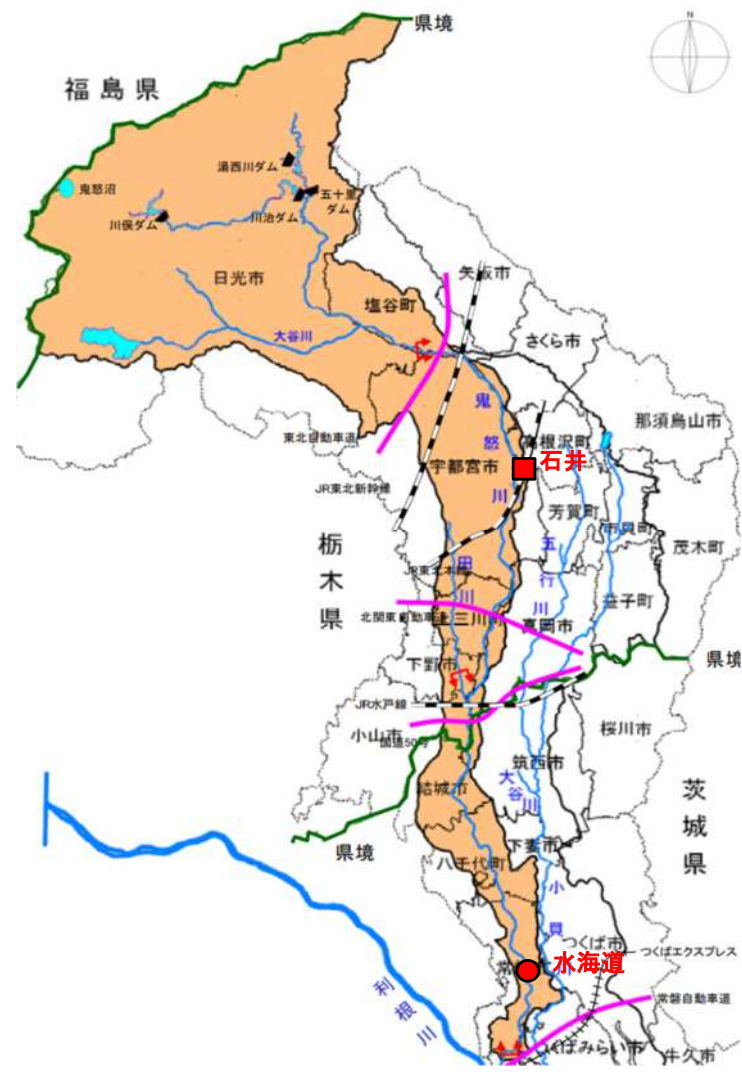 県境
N
福島県
湯西川ダム
鬼怒沼
五十里
ダム
川俣ダム
川治ダム
日光市
矢板市
塩谷町
大谷川
さくら市
那須烏山市
鬼怒川
東北自動車道
高根沢町
宇都宮市
石井
JR東北新幹線
芳賀町
市貝町
栃木県
茂木町
JR東北本線
田川
五行川
益子町
北関東自動車道
上三川町
真岡市
下野市
県境
JR水戸線
小山市
国道50号
桜川市
筑西市
結城市
大谷川
茨城県
県境
下妻市
八千代町
小貝川
つくば市
つくばエクスプレス
常
水海道
利根川
常磐自動車道
つくばみらい市
牛久市